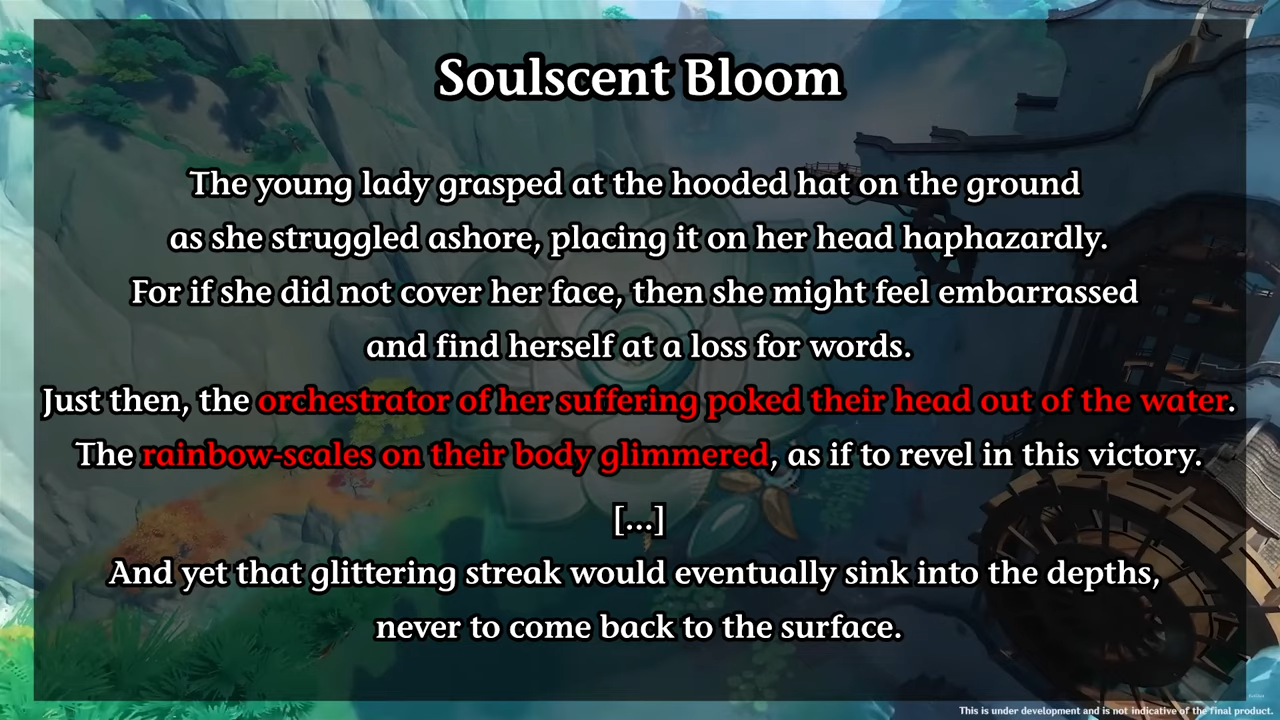 Soulscent Bloom
The young lady grasped at the hooded hat on the ground
as she struggled ashore, placing it on her head haphazardly.
For if she did not cover her face, then she might feel embarrassed
and find herself at a loss for words.
Just then, the orchestrator of her suffering poked their head out of the water.
The rainbow-scales on their body glimmered, as if to revel in this victory.
[...]
And yet that glittering streak would eventually sink into the depths,
never to come back to the surface.
This is under development and is not indicative of the final product.